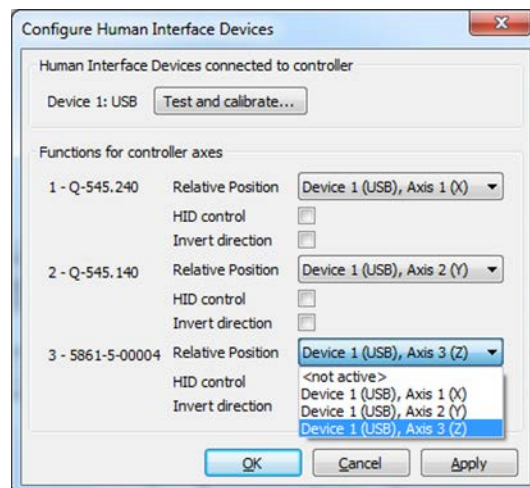 Configure Human Interface Devices
Human Interface Devices connected to controller
Device 1: USB Test and calibrate...
Functions for controller axes
1 - Q-545.240 Relative Position Device 1 (USB), Axis 1 (X)
HID control
Invert direction
2 - Q-545.140 Relative Position Device 1 (USB), Axis 2 (Y)
HID control
Invert direction
3 - 5861-5-00004 Relative Position Device 1 (USB), Axis 3 (Z)
HID control <not active>
Device 1 (USB), Axis 1 (X)
Invert direction Device 1 (USB), Axis 2 (Y)
Device 1 (USB), Axis 3 (Z)
OK Cancel Apply